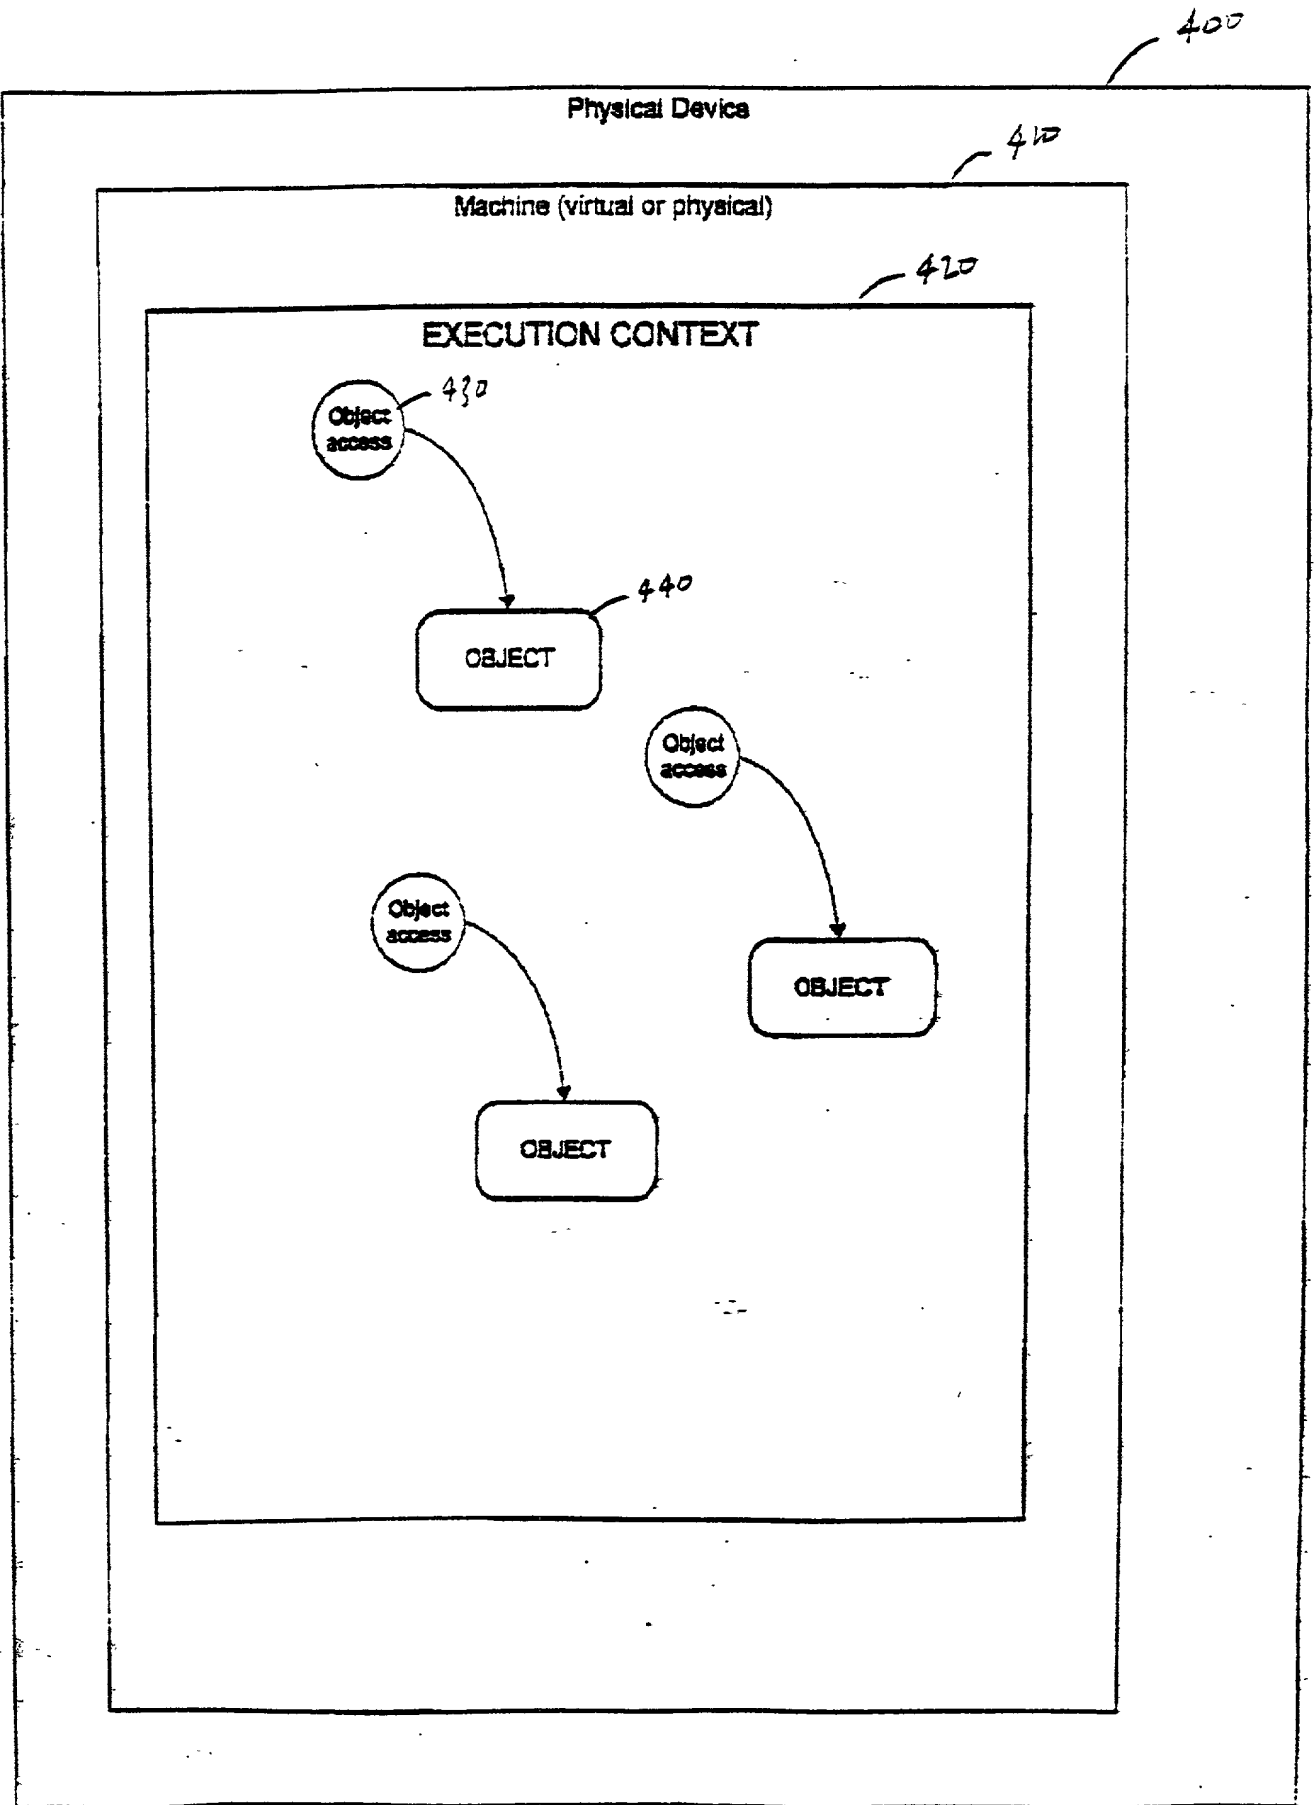 400
Physical Device
410
Machine (virtual or physical)
420
EXECUTION CONTEXT
430
Object
access
440
OBJECT
Object
access
Object
access
OBJECT
OBJECT